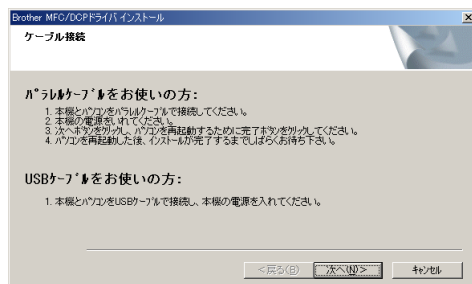 Brother MFC/DCPドライバ インストール
ケーブル接続
ﾊﾟﾗﾚﾙｹｰﾌﾞﾙをお使いの方:
1. 本機とﾊﾟｿｺﾝをﾊﾟﾗﾚﾙｹｰﾌﾞﾙで接続してください。
2. 本機の電源をいれてください。
3. 次へﾎﾞﾀﾝをｸﾘｯｸし、ﾊﾟｿｺﾝを再起動するために完了ﾎﾞﾀﾝをｸﾘｯｸしてください。
4. ﾊﾟｿｺﾝを再起動した後、ｲﾝｽﾄｰﾙが完了するまでしばらくお待ち下さい。
USBｹｰﾌﾞﾙをお使いの方:
1. 本機とﾊﾟｿｺﾝをUSBｹｰﾌﾞﾙで接続し、本機の電源を入れてください。
<戻る(B) 次へ(N)> ｷｬﾝｾﾙ